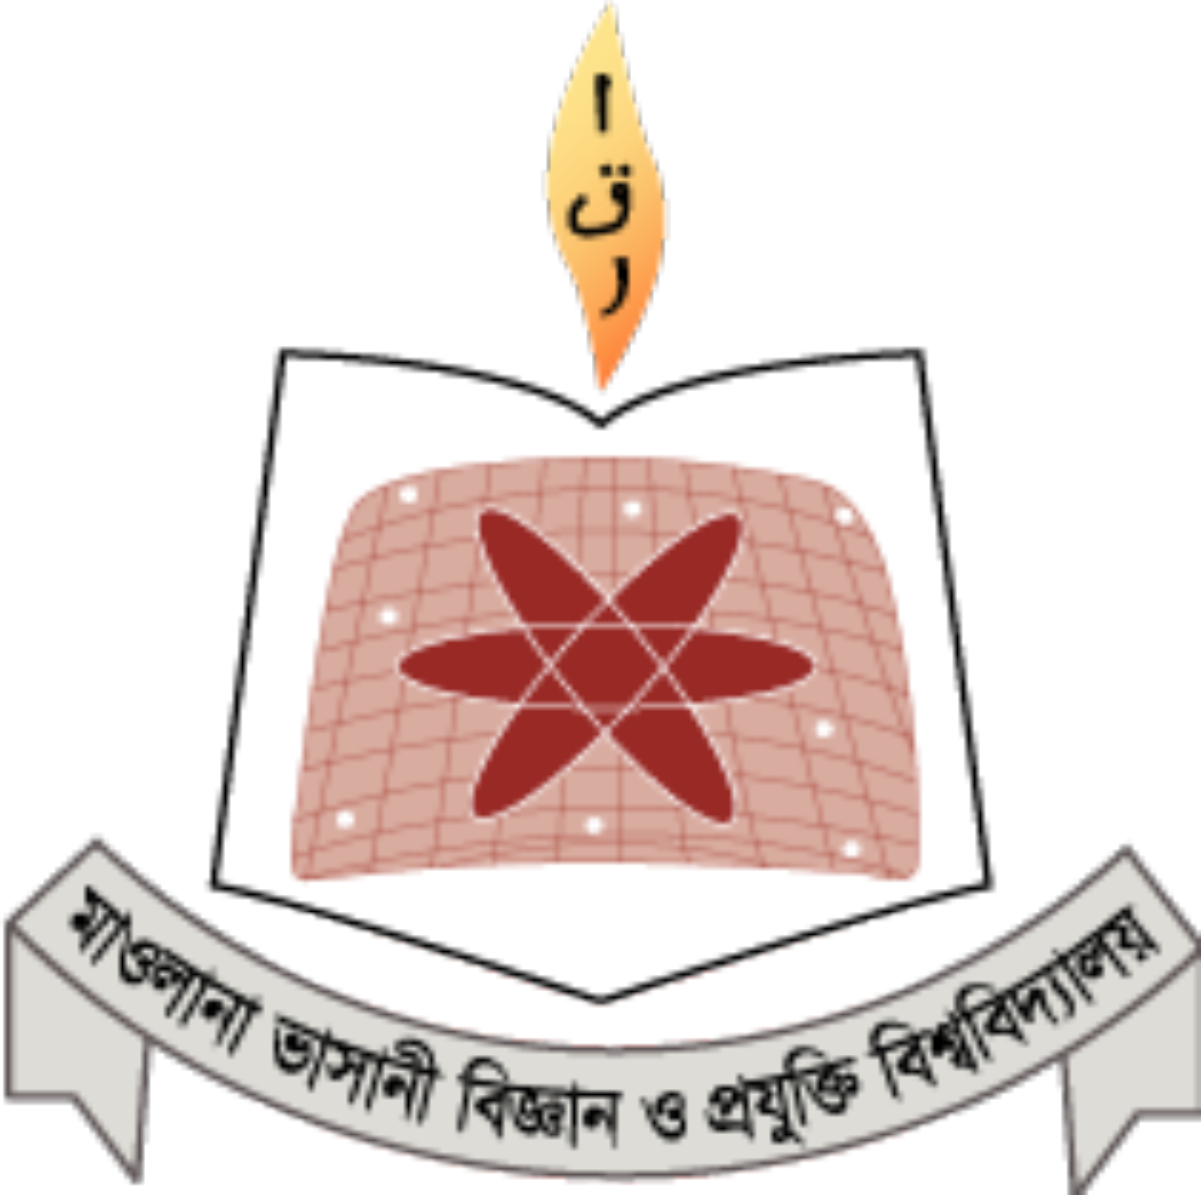 ا
ق
ر
মাওলানা ভাসানী বিজ্ঞান ও প্রযুক্তি বিশ্ববিদ্যালয়